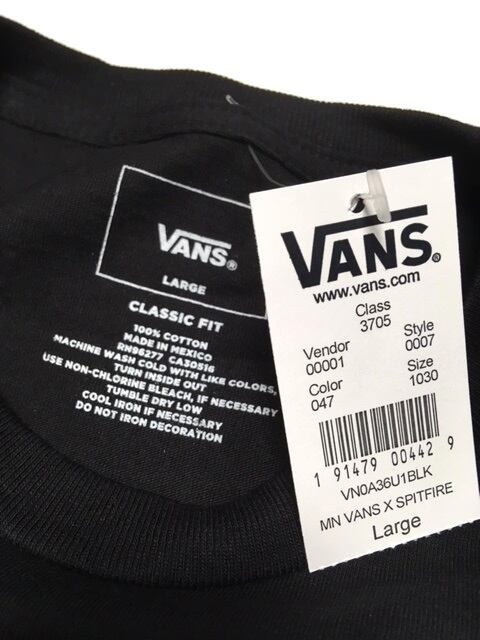 VANS®
LARGE
CLASSIC FIT
100% COTTON
MADE IN MEXICO
RN96277 CA30516
MACHINE WASH COLD WITH LIKE COLORS,
TURN INSIDE OUT
USE NON-CHLORINE BLEACH, IF NECESSARY
TUMBLE DRY LOW
COOL IRON IF NECESSARY
DO NOT IRON DECORATION
VANS®
www.vans.com
Class
3705
Vendor Style
00001 0007
Color Size
047 1030
1 91479 00442 9
VN0A36U1BLK
MN VANS X SPITFIRE
Large